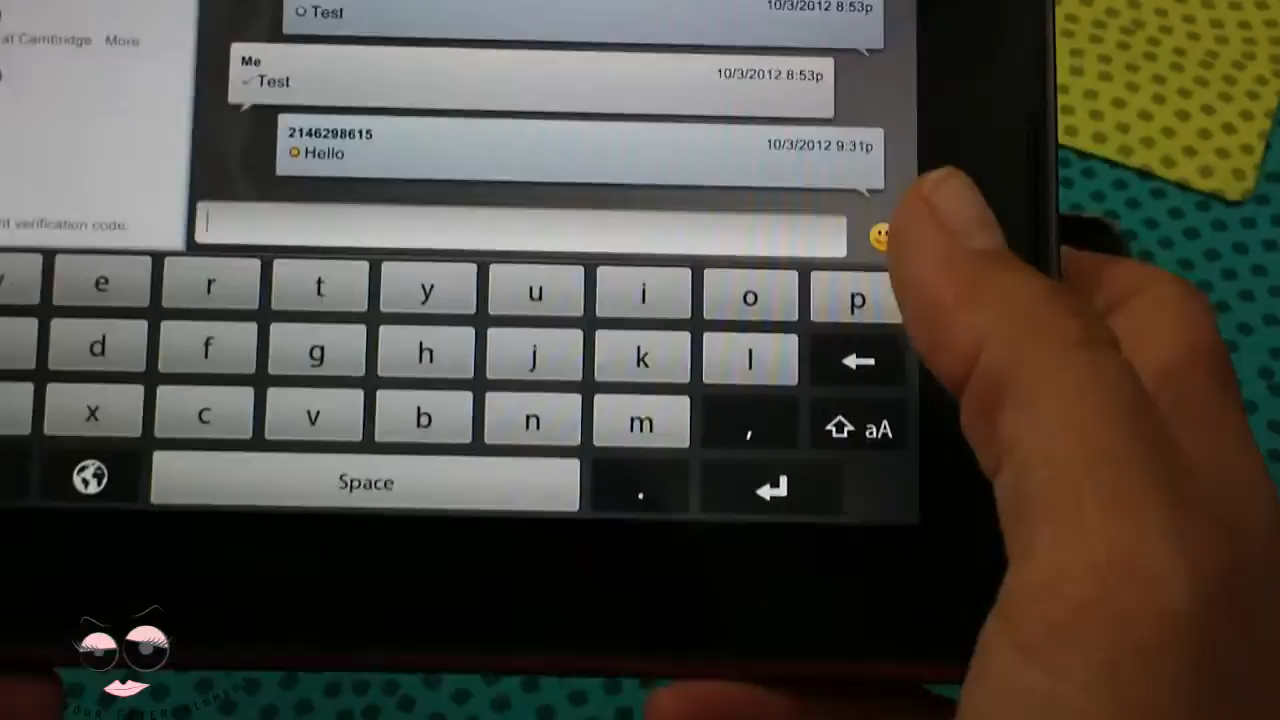 Test
10/3/2012 8:53p
at Cambridge More
Me
Test
10/3/2012 8:53p
2146298615
Hello
10/3/2012 9:31p
verification code.
e r t y u i o p
d f g h j k l
x c v b n m , aA
Space .
YOUR